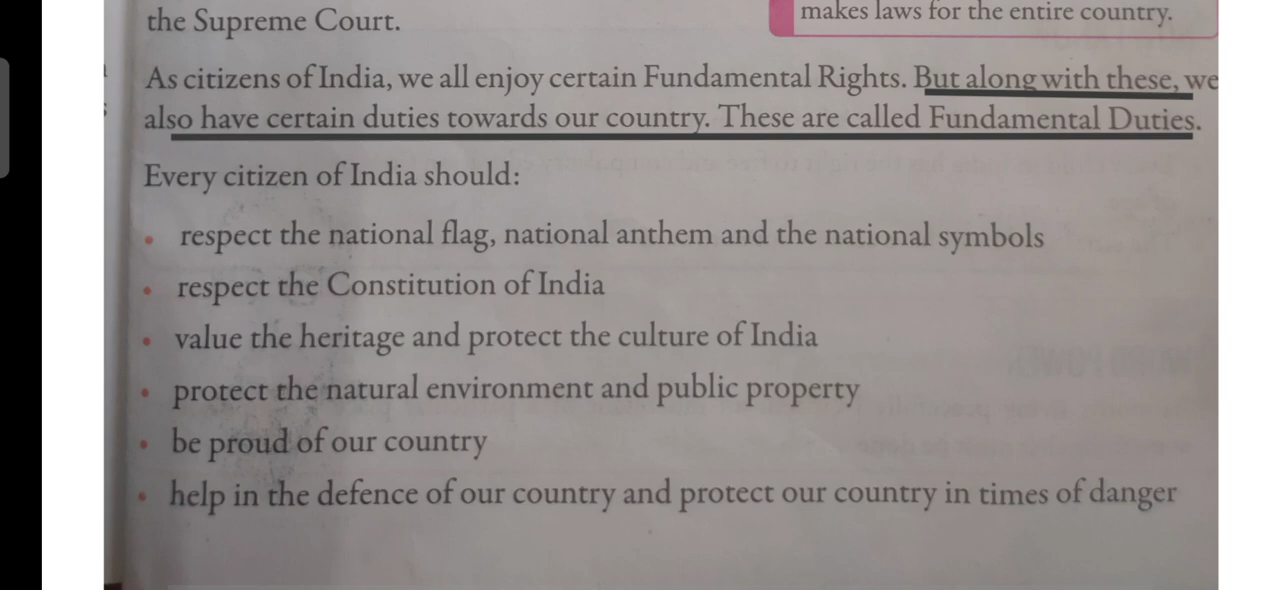 the Supreme Court.
makes laws for the entire country.
As citizens of India, we all enjoy certain Fundamental Rights. But along with these, we
also have certain duties towards our country. These are called Fundamental Duties.
Every citizen of India should:
• respect the national flag, national anthem and the national symbols
• respect the Constitution of India
• value the heritage and protect the culture of India
• protect the natural environment and public property
• be proud of our country
• help in the defence of our country and protect our country in times of danger